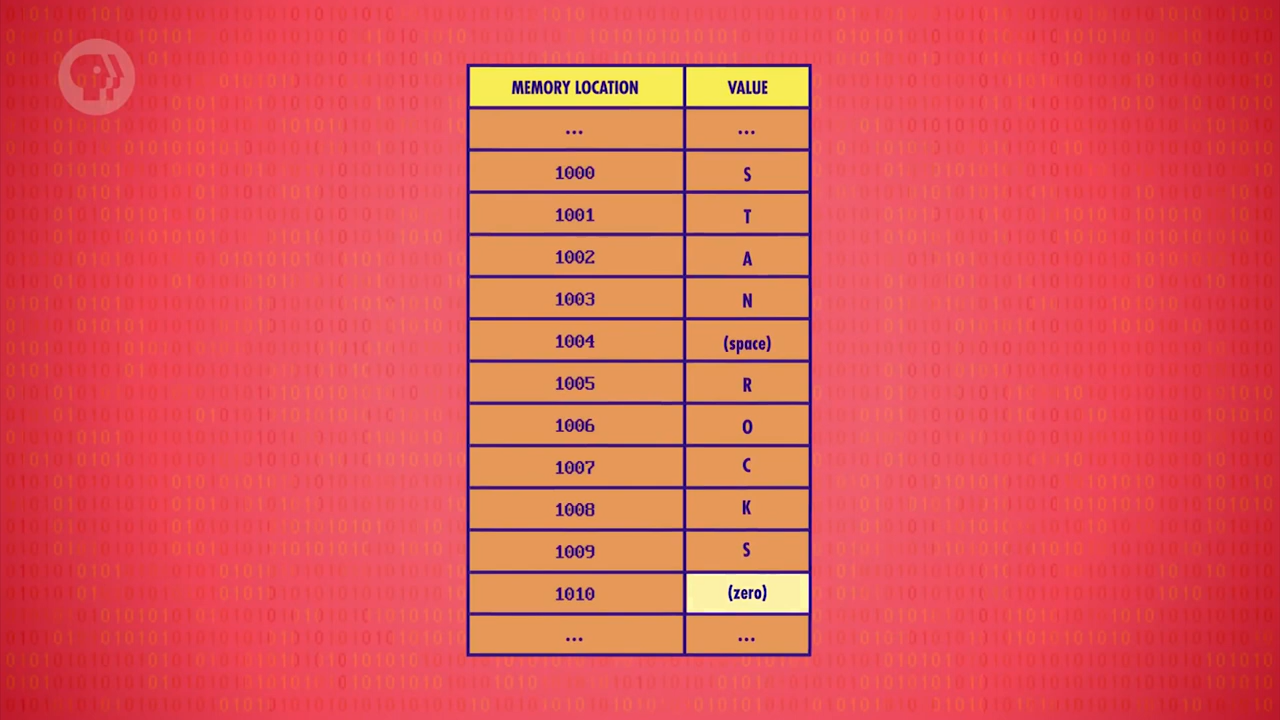 MEMORY LOCATION VALUE
... ...
1000 S
1001 T
1002 A
1003 N
1004 (space)
1005 R
1006 O
1007 C
1008 K
1009 S
1010 (zero)
... ...